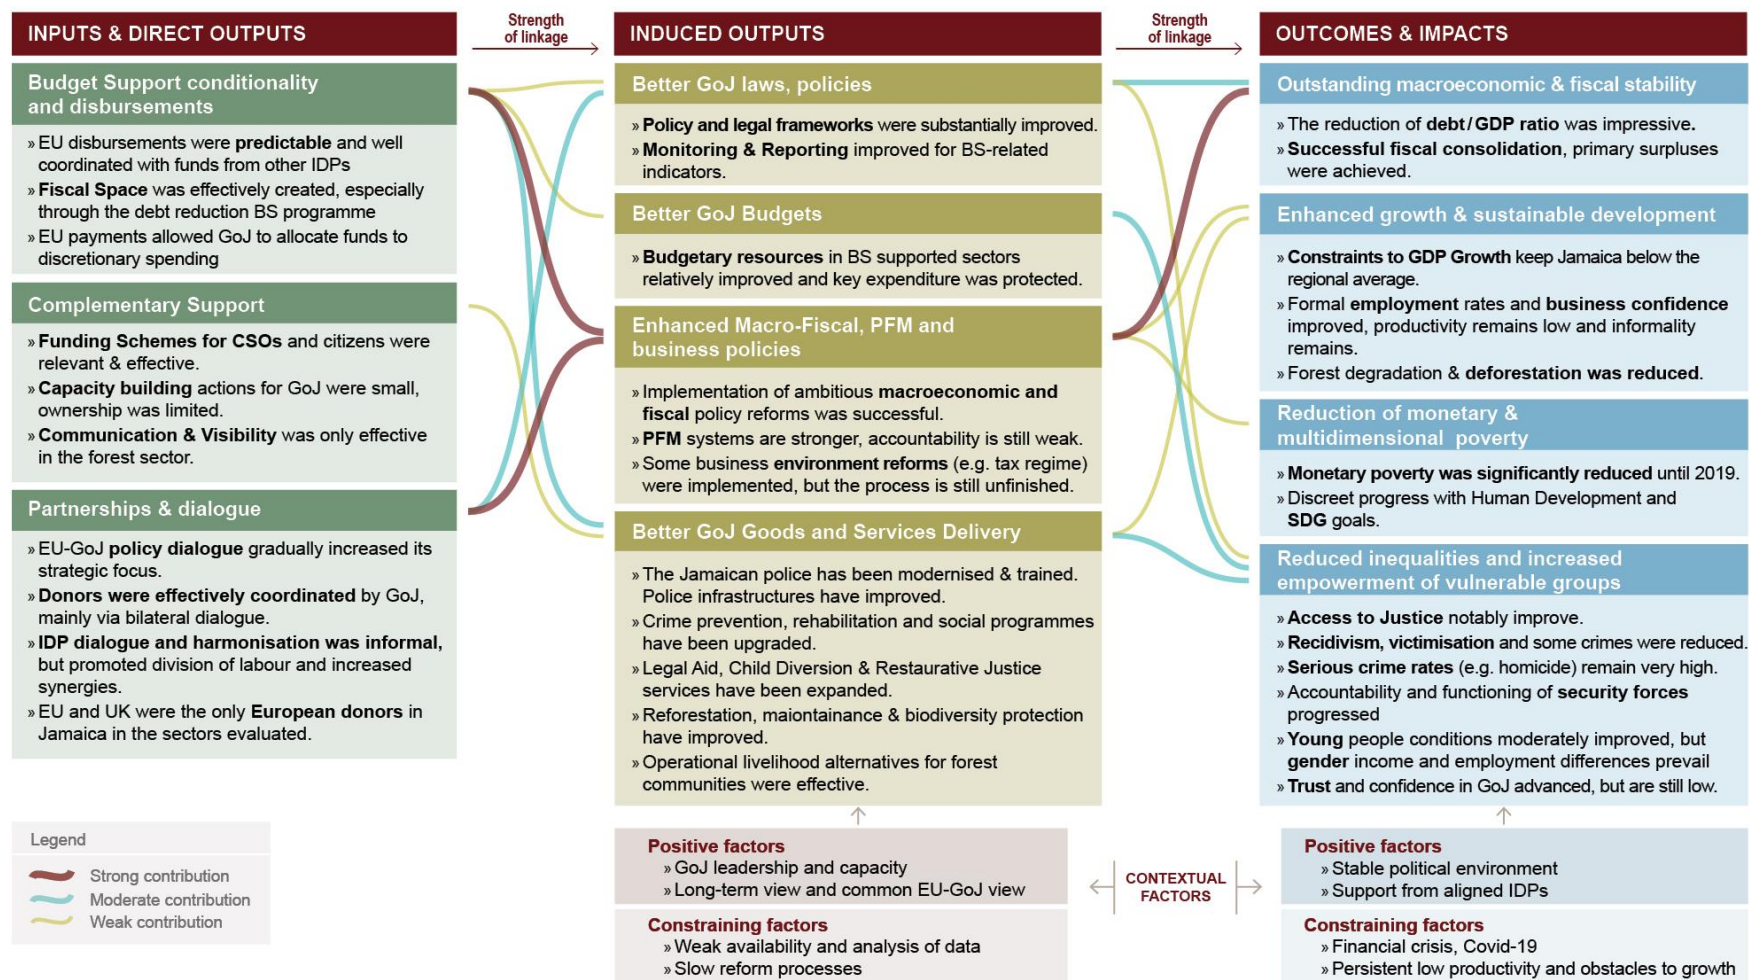 INPUTS & DIRECT OUTPUTS
Budget Support conditionality
and disbursements
» EU disbursements were predictable and well
coordinated with funds from other IDPs
» Fiscal Space was effectively created, especially
through the debt reduction BS programme
» EU payments allowed GoJ to allocate funds to
discretionary spending
Complementary Support
» Funding Schemes for CSOs and citizens were
relevant & effective.
» Capacity building actions for GoJ were small,
ownership was limited.
» Communication & Visibility was only effective
in the forest sector.
Partnerships & dialogue
» EU-GoJ policy dialogue gradually increased its
strategic focus.
» Donors were effectively coordinated by GoJ,
mainly via bilateral dialogue.
» IDP dialogue and harmonisation was informal,
but promoted division of labour and increased
synergies.
» EU and UK were the only European donors in
Jamaica in the sectors evaluated.
Legend
Strong contribution
Moderate contribution
Weak contribution
Strength
of linkage
INDUCED OUTPUTS
Better GoJ laws, policies
» Policy and legal frameworks were substantially improved.
» Monitoring & Reporting improved for BS-related
indicators.
Better GoJ Budgets
» Budgetary resources in BS supported sectors
relatively improved and key expenditure was protected.
Enhanced Macro-Fiscal, PFM and
business policies
» Implementation of ambitious macroeconomic and
fiscal policy reforms was successful.
» PFM systems are stronger, accountability is still weak.
» Some business environment reforms (e.g. tax regime)
were implemented, but the process is still unfinished.
Better GoJ Goods and Services Delivery
» The Jamaican police has been modernised & trained.
Police infrastructures have improved.
» Crime prevention, rehabilitation and social programmes
have been upgraded.
» Legal Aid, Child Diversion & Restaurative Justice
services have been expanded.
» Reforestation, maiontainance & biodiversity protection
have improved.
» Operational livelihood alternatives for forest
communities were effective.
Positive factors
» GoJ leadership and capacity
» Long-term view and common EU-GoJ view
Constraining factors
» Weak availability and analysis of data
» Slow reform processes
CONTEXTUAL
FACTORS
Strength
of linkage
OUTCOMES & IMPACTS
Outstanding macroeconomic & fiscal stability
» The reduction of debt/GDP ratio was impressive.
» Successful fiscal consolidation, primary surpluses
were achieved.
Enhanced growth & sustainable development
» Constraints to GDP Growth keep Jamaica below the
regional average.
» Formal employment rates and business confidence
improved, productivity remains low and informality
remains.
» Forest degradation & deforestation was reduced.
Reduction of monetary &
multidimensional poverty
» Monetary poverty was significantly reduced until 2019.
» Discreet progress with Human Development and
SDG goals.
Reduced inequalities and increased
empowerment of vulnerable groups
» Access to Justice notably improve.
» Recidivism, victimisation and some crimes were reduced.
» Serious crime rates (e.g. homicide) remain very high.
» Accountability and functioning of security forces
progressed
» Young people conditions moderately improved, but
gender income and employment differences prevail
» Trust and confidence in GoJ advanced, but are still low.
Positive factors
» Stable political environment
» Support from aligned IDPs
Constraining factors
» Financial crisis, Covid-19
» Persistent low productivity and obstacles to growth